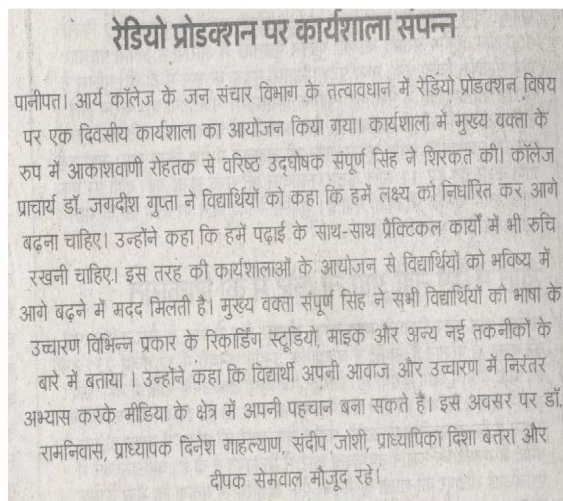 रेडियो प्रोडक्शन पर कार्यशाला संपन्न
पानीपत। आर्य कॉलेज के जन संचार विभाग के तत्वावधान में रेडियो प्रोडक्शन विषय
पर एक दिवसीय कार्यशाला का आयोजन किया गया। कार्यशाला में मुख्य वक्ता के
रुप में आकाशवाणी रोहतक से वरिष्ठ उद्घोषक संपूर्ण सिंह ने शिरकत की। कॉलेज
प्राचार्य डॉ. जगदीश गुप्ता ने विद्यार्थियों को कहा कि हमें लक्ष्य को निर्धारित कर आगे
बढ़ना चाहिए। उन्होंने कहा कि हमें पढ़ाई के साथ-साथ प्रैक्टिकल कार्यों में भी रुचि
रखनी चाहिए। इस तरह की कार्यशालाओं के आयोजन से विद्यार्थियों को भविष्य में
आगे बढ़ने में मदद मिलती है। मुख्य वक्ता संपूर्ण सिंह ने सभी विद्यार्थियों को भाषा के
उच्चारण विभिन्न प्रकार के रिकार्डिंग स्टूडियो, माइक और अन्य नई तकनीकों के
बारे में बताया । उन्होंने कहा कि विद्यार्थी अपनी आवाज और उच्चारण में निरंतर
अभ्यास करके मीडिया के क्षेत्र में अपनी पहचान बना सकते है। इस अवसर पर डॉ.
रामनिवास, प्राध्यापक दिनेश गाहल्याण, संदीप जोशी, प्राध्यापिका दिशा बतरा और
दीपक सेमवाल मौजूद रहे।